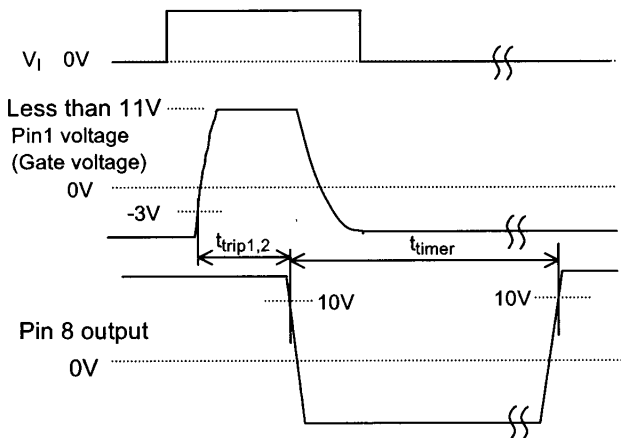 V_I 0V
Less than 11V
Pin1 voltage
(Gate voltage)
0V
-3V
t_trip1,2
t_timer
10V
10V
Pin 8 output
0V